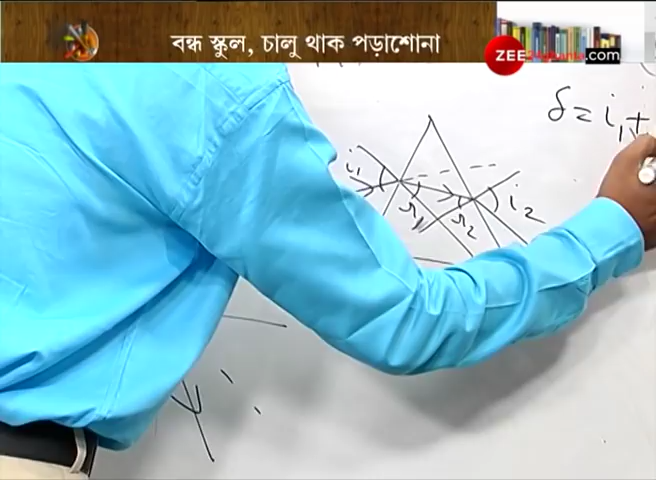 বন্ধ স্কুল, চালু থাক পড়াশোনা
ZEE
.com
δ = i₁ +
i₁
r₁
r₂
i₂